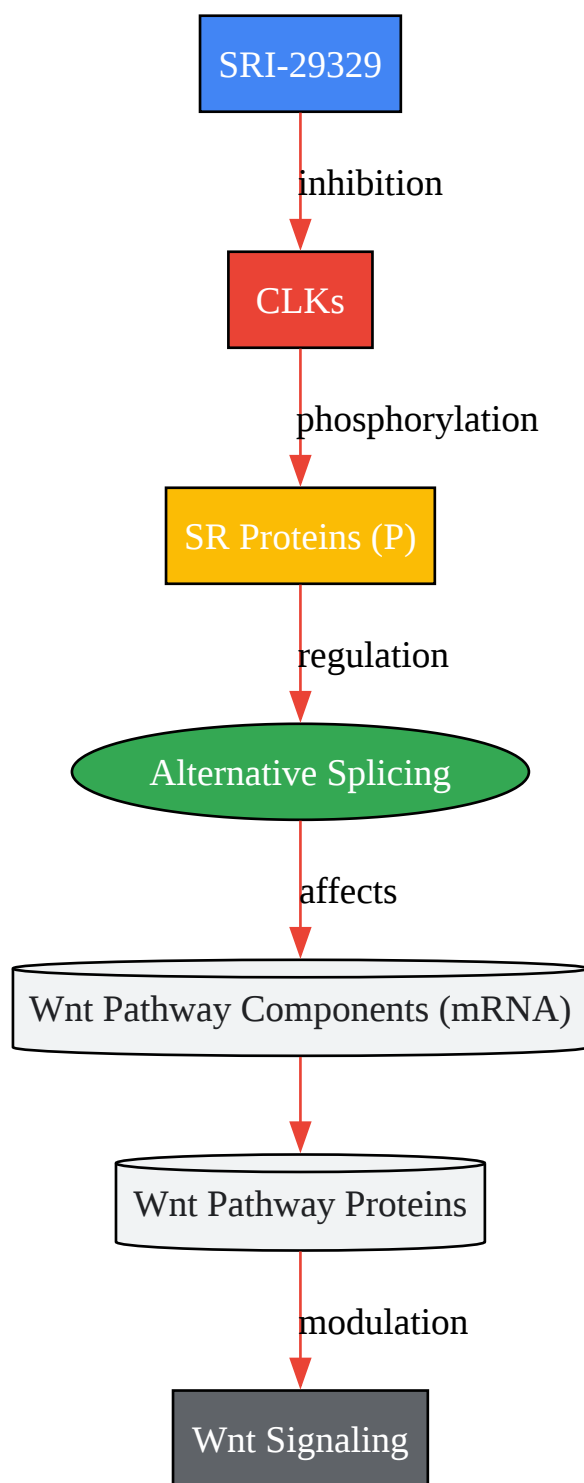 SRI-29329
inhibition
CLKs
phosphorylation
SR Proteins (P)
regulation
Alternative Splicing
affects
Wnt Pathway Components (mRNA)
Wnt Pathway Proteins
modulation
Wnt Signaling